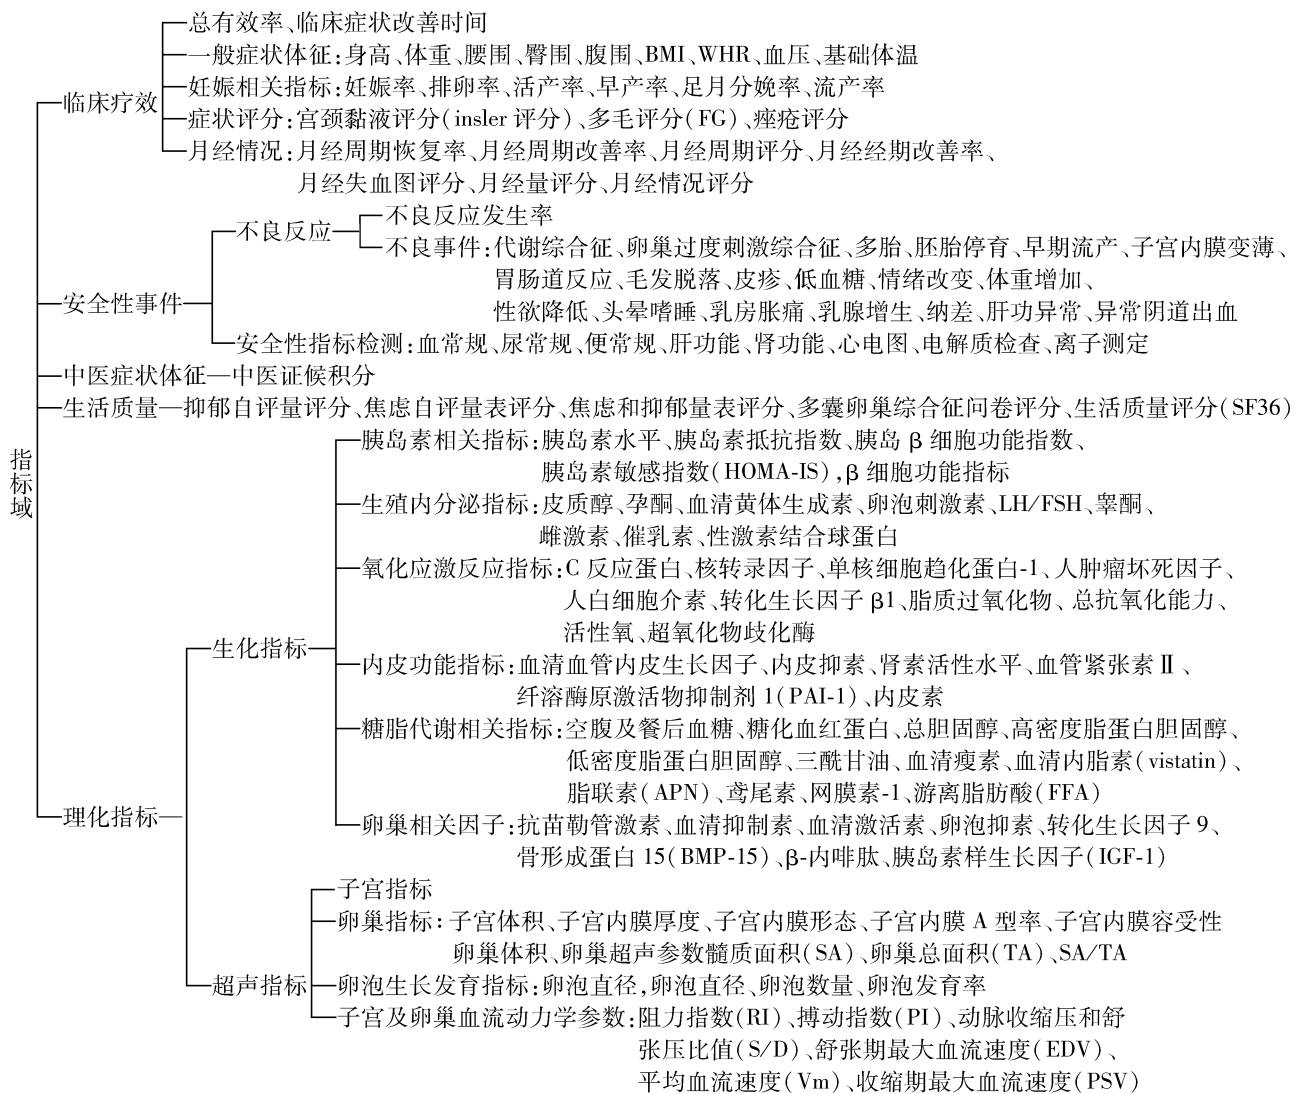 总有效率、临床症状改善时间
一般症状体征:身高、体重、腰围、臀围、腹围、BMI、WHR、血压、基础体温
妊娠相关指标:妊娠率、排卵率、活产率、早产率、足月分娩率、流产率
临床疗效
症状评分:宫颈黏液评分(insler 评分)、多毛评分(FG)、痤疮评分
月经情况:月经周期恢复率、月经周期改善率、月经周期评分、月经经期改善率、
月经失血图评分、月经量评分、月经情况评分
不良反应发生率
不良反应
不良事件:代谢综合征、卵巢过度刺激综合征、多胎、胚胎停育、早期流产、子宫内膜变薄、
胃肠道反应、毛发脱落、皮疹、低血糖、情绪改变、体重增加、
安全性事件
性欲降低、头晕嗜睡、乳房胀痛、乳腺增生、纳差、肝功异常、异常阴道出血
安全性指标检测:血常规、尿常规、便常规、肝功能、肾功能、心电图、电解质检查、离子测定
中医症状体征—中医证候积分
生活质量—抑郁自评量评分、焦虑自评量表评分、焦虑和抑郁量表评分、多囊卵巢综合征问卷评分、生活质量评分(SF36)
指标域
胰岛素相关指标:胰岛素水平、胰岛素抵抗指数、胰岛 β 细胞功能指数、
胰岛素敏感指数(HOMA-IS),β 细胞功能指标
生殖内分泌指标:皮质醇、孕酮、血清黄体生成素、卵泡刺激素、LH/FSH、睾酮、
雌激素、催乳素、性激素结合球蛋白
氧化应激反应指标:C 反应蛋白、核转录因子、单核细胞趋化蛋白-1、人肿瘤坏死因子、
人白细胞介素、转化生长因子 β1、脂质过氧化物、总抗氧化能力、
活性氧、超氧化物歧化酶
生化指标
内皮功能指标:血清血管内皮生长因子、内皮抑素、肾素活性水平、血管紧张素Ⅱ、
纤溶酶原激活物抑制剂 1(PAI-1)、内皮素
糖脂代谢相关指标:空腹及餐后血糖、糖化血红蛋白、总胆固醇、高密度脂蛋白胆固醇、
低密度脂蛋白胆固醇、三酰甘油、血清瘦素、血清内脂素(vistatin)、
脂联素(APN)、鸢尾素、网膜素-1、游离脂肪酸(FFA)
理化指标
卵巢相关因子:抗苗勒管激素、血清抑制素、血清激活素、卵泡抑素、转化生长因子 9、
骨形成蛋白 15(BMP-15)、β-内啡肽、胰岛素样生长因子(IGF-1)
子宫指标
卵巢指标:子宫体积、子宫内膜厚度、子宫内膜形态、子宫内膜 A 型率、子宫内膜容受性
卵巢体积、卵巢超声参数髓质面积(SA)、卵巢总面积(TA)、SA/TA
超声指标
卵泡生长发育指标:卵泡直径,卵泡直径、卵泡数量、卵泡发育率
子宫及卵巢血流动力学参数:阻力指数(RI)、搏动指数(PI)、动脉收缩压和舒
张压比值(S/D)、舒张期最大血流速度(EDV)、
平均血流速度(Vm)、收缩期最大血流速度(PSV)